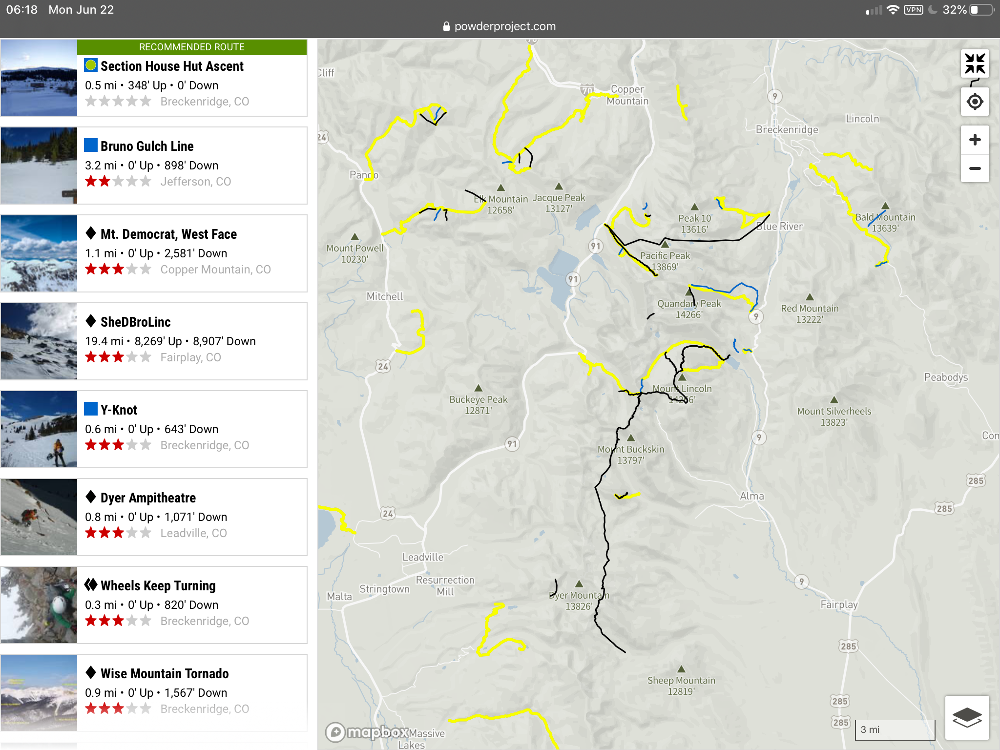 06:18 Mon Jun 22
VPN 32%
powderproject.com
RECOMMENDED ROUTE
Section House Hut Ascent
0.5 mi • 348' Up • 0' Down
Breckenridge, CO
Bruno Gulch Line
3.2 mi • 0' Up • 898' Down
Jefferson, CO
Mt. Democrat, West Face
1.1 mi • 0' Up • 2,581' Down
Copper Mountain, CO
SheDBroLinc
19.4 mi • 8,269' Up • 8,907' Down
Fairplay, CO
Y-Knot
0.6 mi • 0' Up • 643' Down
Breckenridge, CO
Dyer Ampitheatre
0.8 mi • 0' Up • 1,071' Down
Leadville, CO
Wheels Keep Turning
0.3 mi • 0' Up • 820' Down
Breckenridge, CO
Wise Mountain Tornado
0.9 mi • 0' Up • 1,567' Down
Breckenridge, CO
70
Cliff
70
Copper
Mountain
9
Lincoln
Breckenridge
24
Pando
Elk Mountain
12658'
Jacque Peak
13127'
Peak 10
13616'
Blue River
Bald Mountain
13639'
Mount Powell
10230'
91
Pacific Peak
13869'
91
Mitchell
Quandary Peak
14266'
9
Red Mountain
13222'
24
Peabodys
Buckeye Peak
12871'
Mount Lincoln
Mount Silverheels
13823'
91
9
Con
Mount Buckskin
13797'
285
Alma
285
24
Leadville
Resurrection
Mill
Stringtown
Malta
9
Dyer Mountain
13826'
Fairplay
285
Sheep Mountain
12819'
285
285
3 mi
mapbox
Massive
Lakes